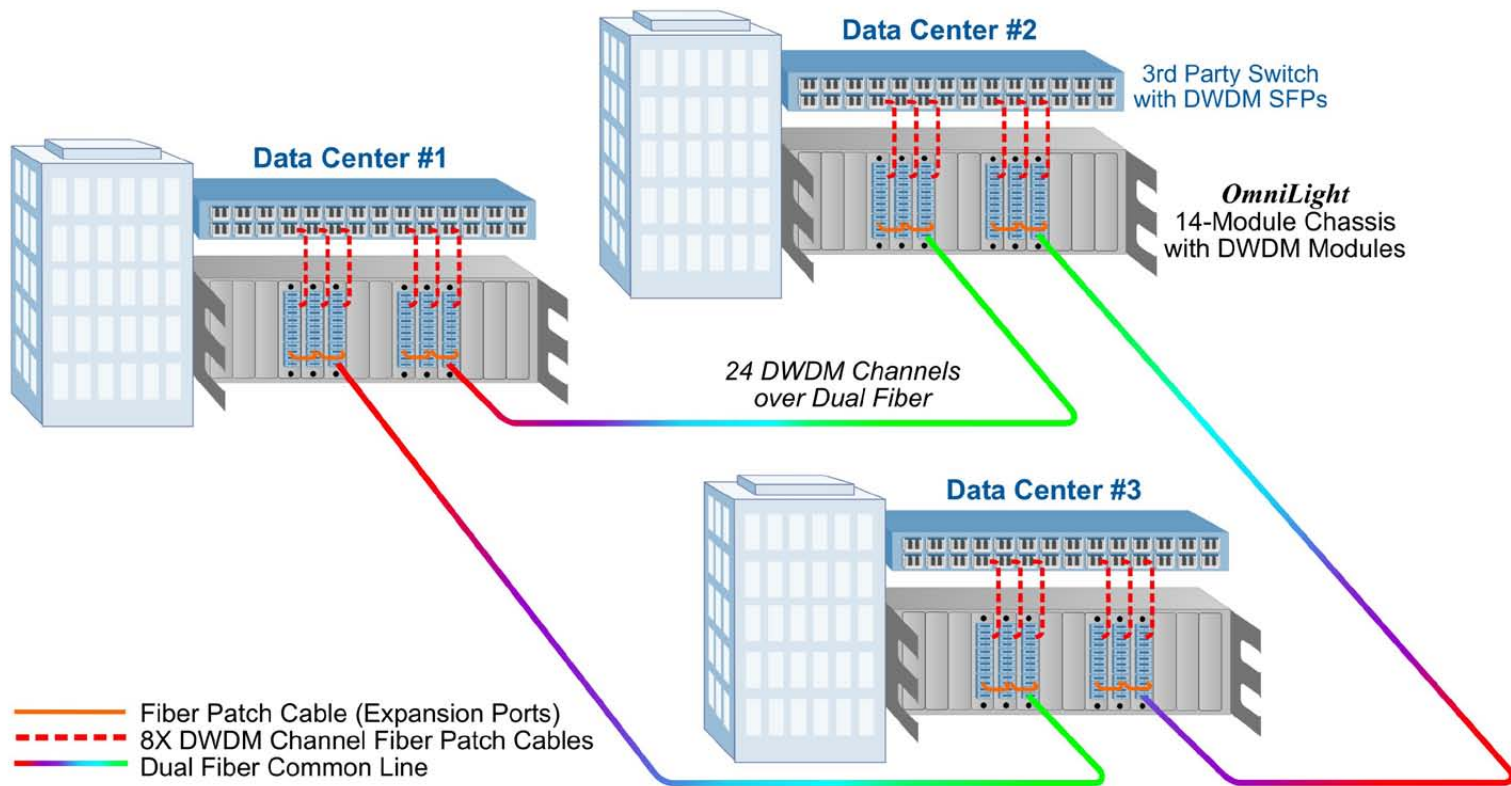 Data Center #2
3rd Party Switch
with DWDM SFPs
Data Center #1
OmniLight
14-Module Chassis
with DWDM Modules
24 DWDM Channels
over Dual Fiber
Data Center #3
Fiber Patch Cable (Expansion Ports)
8X DWDM Channel Fiber Patch Cables
Dual Fiber Common Line